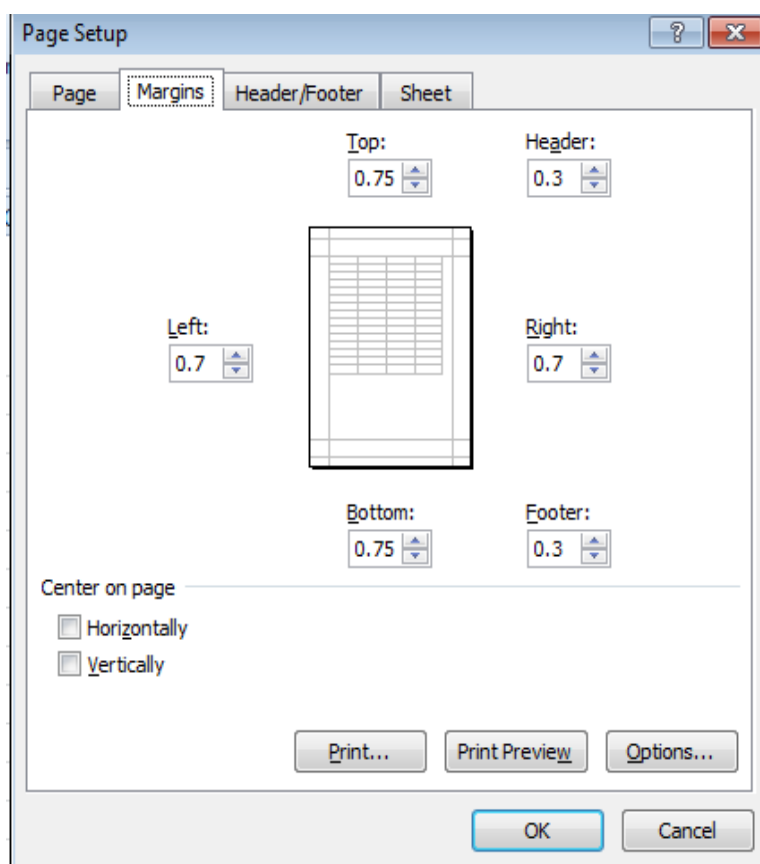 Page Setup
Page Margins Header/Footer Sheet
Top: Header:
0.75 0.3
Left: Right:
0.7 0.7
Bottom: Footer:
0.75 0.3
Center on page
Horizontally
Vertically
Print... Print Preview Options...
OK Cancel